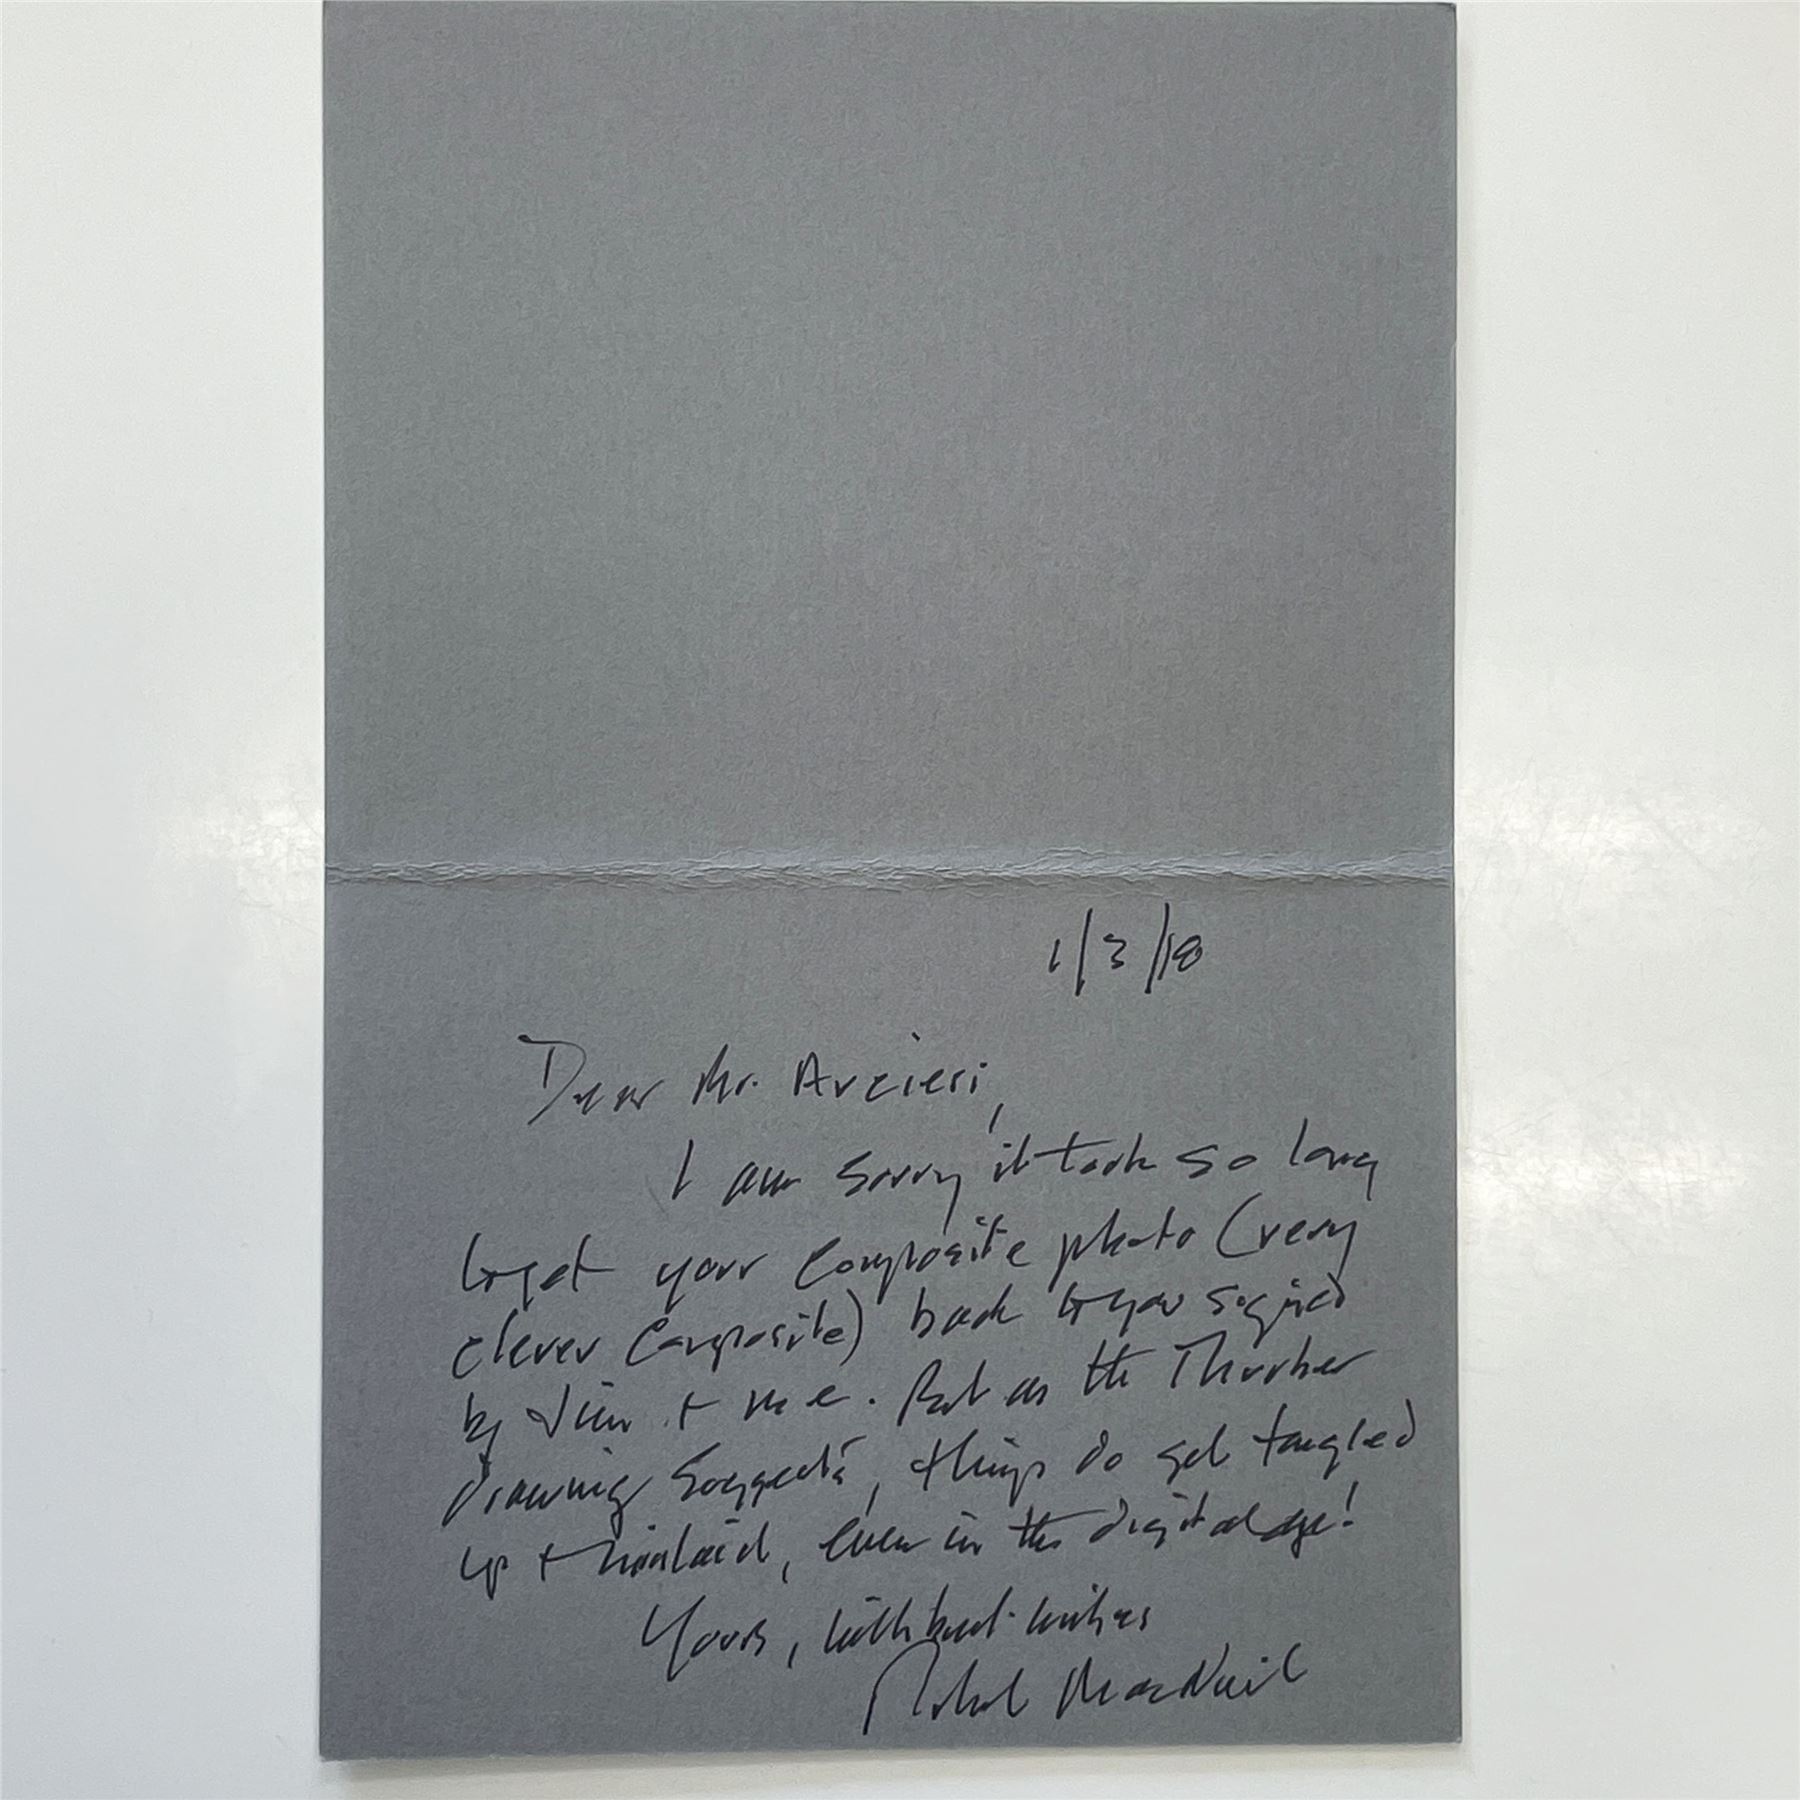 1/3/18
Dear Mr. Arcieri,
I am sorry it took so long
to get your composite photo (very
clever composite) back to you signed
by Jim + me. But as the Thurber
drawing suggests, things do get tangled
up + mislaid, even in the digital age!
Yours, with best wishes
Robert MacNeil